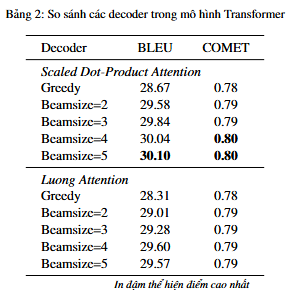 Bảng 2: So sánh các decoder trong mô hình Transformer
Decoder BLEU COMET
Scaled Dot-Product Attention
Greedy 28.67 0.78
Beamsize=2 29.58 0.79
Beamsize=3 29.84 0.79
Beamsize=4 30.04 0.80
Beamsize=5 30.10 0.80
Luong Attention
Greedy 28.31 0.78
Beamsize=2 29.01 0.79
Beamsize=3 29.28 0.79
Beamsize=4 29.60 0.79
Beamsize=5 29.57 0.79
In đậm thể hiện điểm cao nhất